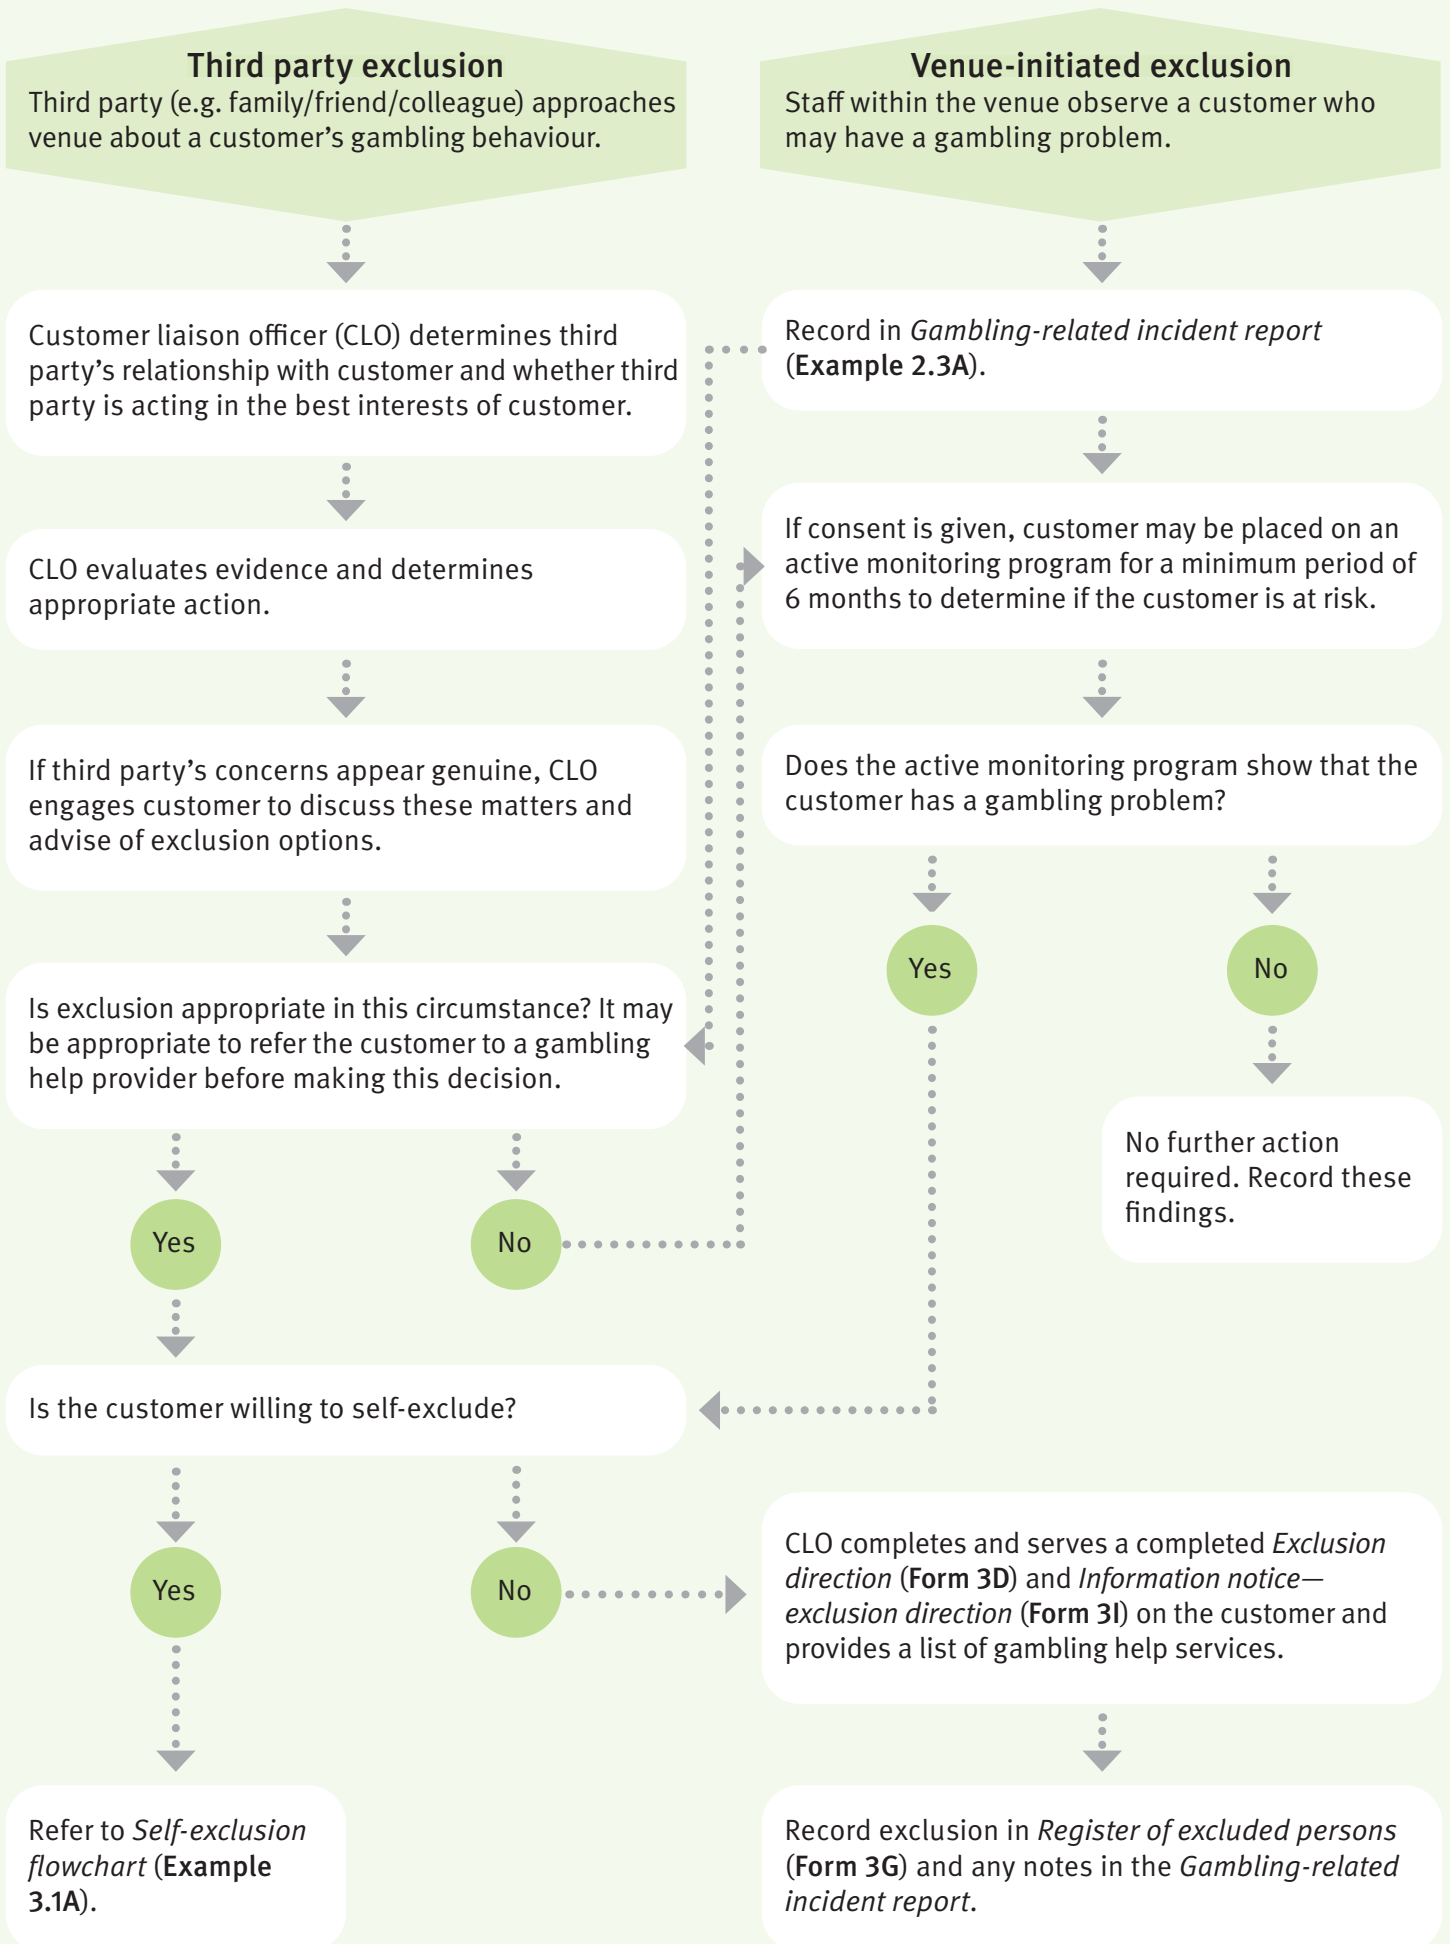 Third party exclusion
Third party (e.g. family/friend/colleague) approaches
venue about a customer’s gambling behaviour.
Venue-initiated exclusion
Staff within the venue observe a customer who
may have a gambling problem.
Customer liaison officer (CLO) determines third
party’s relationship with customer and whether third
party is acting in the best interests of customer.
Record in Gambling-related incident report
(Example 2.3A).
CLO evaluates evidence and determines
appropriate action.
If consent is given, customer may be placed on an
active monitoring program for a minimum period of
6 months to determine if the customer is at risk.
If third party’s concerns appear genuine, CLO
engages customer to discuss these matters and
advise of exclusion options.
Does the active monitoring program show that the
customer has a gambling problem?
Yes
No
Is exclusion appropriate in this circumstance? It may
be appropriate to refer the customer to a gambling
help provider before making this decision.
No further action
required. Record these
findings.
Yes
No
Is the customer willing to self-exclude?
Yes
No
CLO completes and serves a completed Exclusion
direction (Form 3D) and Information notice—
exclusion direction (Form 3I) on the customer and
provides a list of gambling help services.
Refer to Self-exclusion
flowchart (Example
3.1A).
Record exclusion in Register of excluded persons
(Form 3G) and any notes in the Gambling-related
incident report.